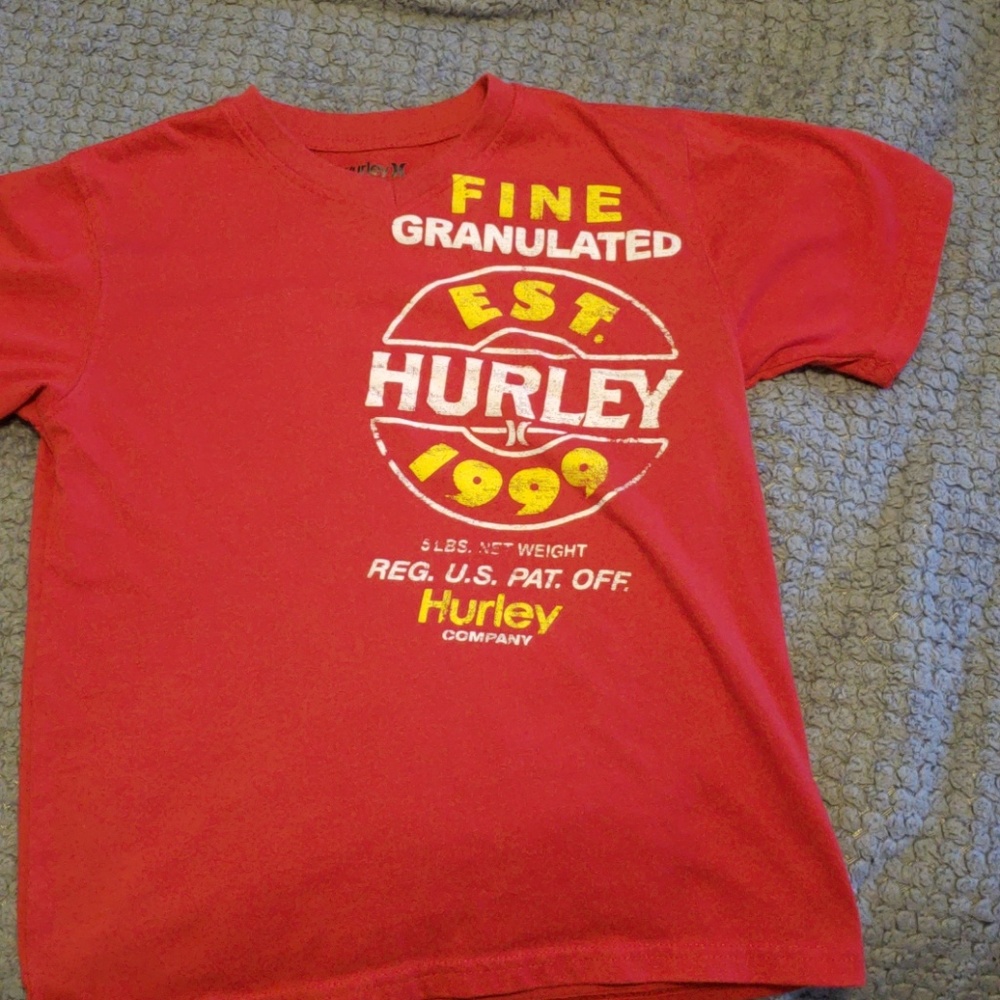 FINE
GRANULATED
EST.
HURLEY
1999
5 LBS. NET WEIGHT
REG. U.S. PAT. OFF.
Hurley
COMPANY